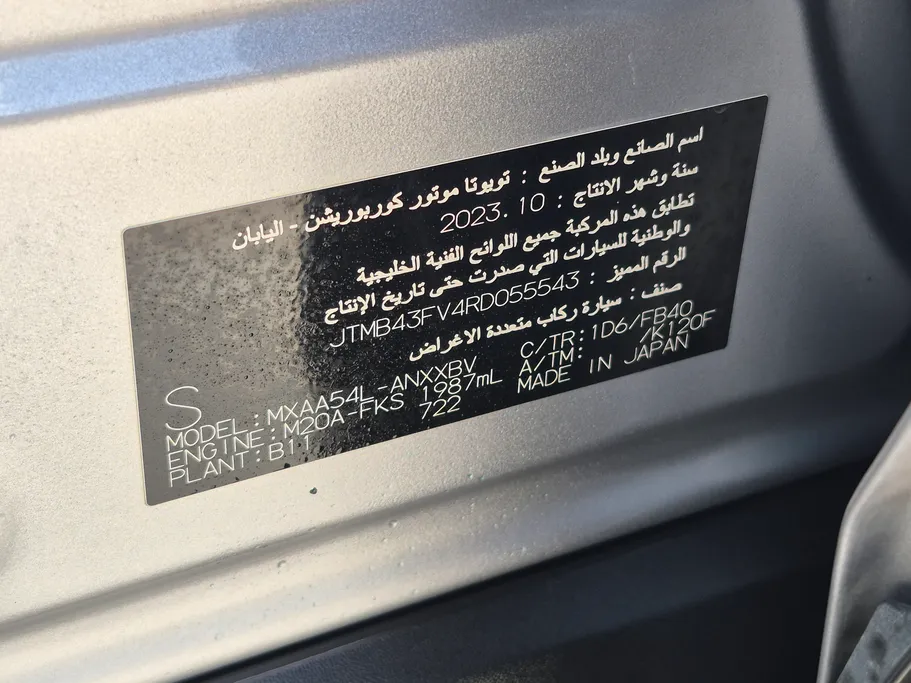 اسم الصانع وبلد الصنع : تويوتا موتور كوربوريشن - اليابان
سنة وشهر الانتاج : 2023.10
تطابق هذه المركبة جميع اللوائح الفنية الخليجية
والوطنية للسيارات التي صدرت حتى تاريخ الإنتاج
الرقم المميز : JTMB43FV4RD055543
صنف : سيارة ركاب متعددة الاغراض
S
MODEL:MXAA54L-ANXXBV C/TR:1D6/FB40
ENGINE:M20A-FKS 1987mL A/TM: /K120F
PLANT:B11 722 MADE IN JAPAN